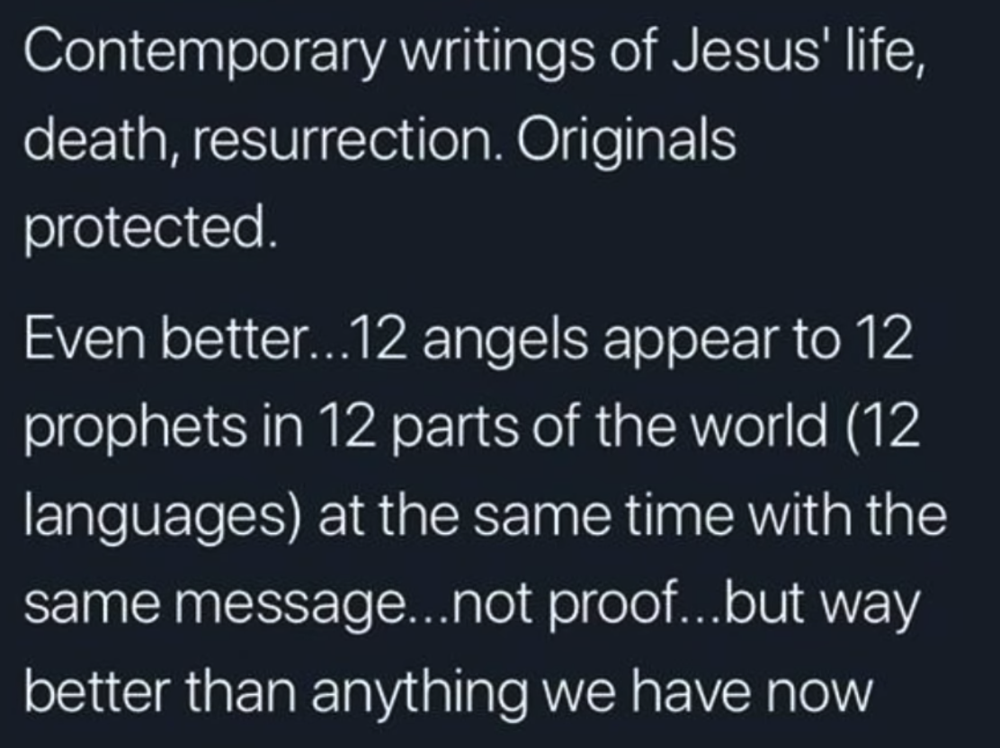 Contemporary writings of Jesus' life,
death, resurrection. Originals
protected.
Even better...12 angels appear to 12
prophets in 12 parts of the world (12
languages) at the same time with the
same message...not proof...but way
better than anything we have now